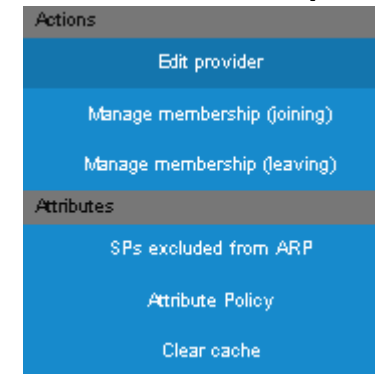 Actions
Edit provider
Manage membership (joining)
Manage membership (leaving)
Attributes
SPs excluded from ARP
Attribute Policy
Clear cache